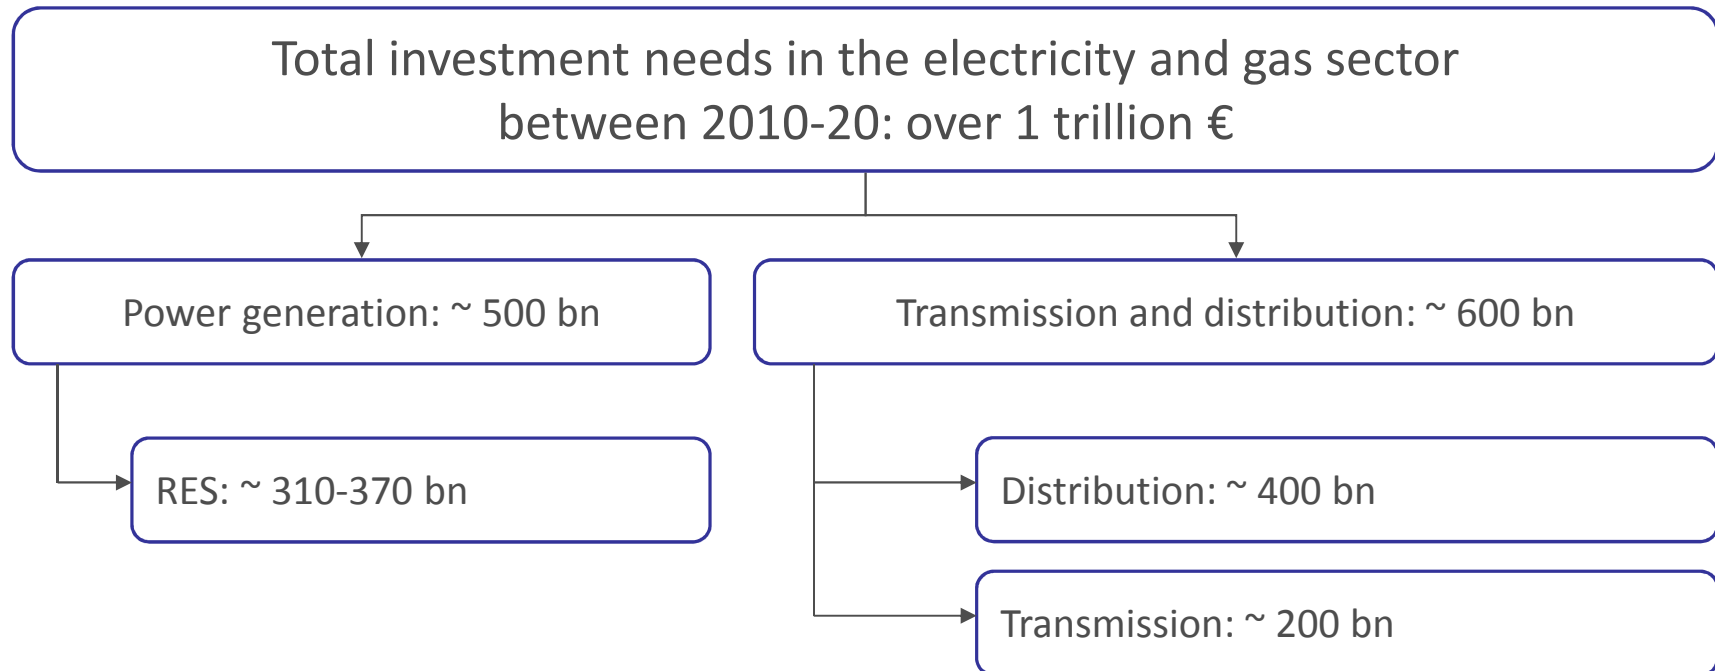 Total investment needs in the electricity and gas sector
between 2010-20: over 1 trillion €
Power generation: ~ 500 bn
Transmission and distribution: ~ 600 bn
RES: ~ 310-370 bn
Distribution: ~ 400 bn
Transmission: ~ 200 bn